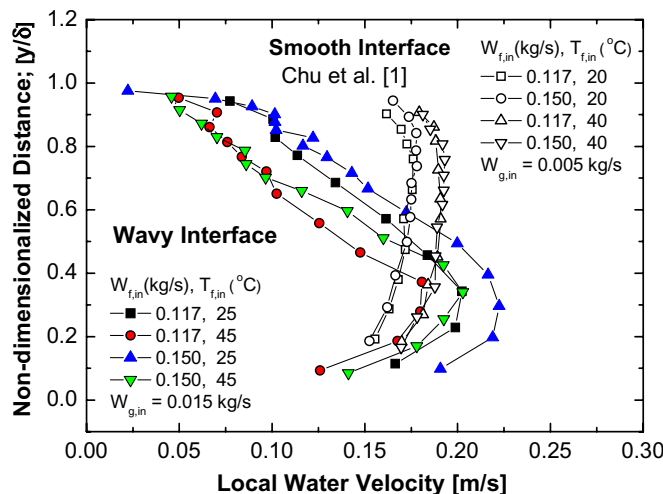 Non-dimensionalized Distance; [y/δ]
1.2
1.0
0.8
0.6
0.4
0.2
0.0
Smooth Interface
Chu et al. [1]
W_f,in(kg/s), T_f,in (°C)
0.117, 20
0.150, 20
0.117, 40
0.150, 40
W_g,in = 0.005 kg/s
Wavy Interface
W_f,in(kg/s), T_f,in (°C)
0.117, 25
0.117, 45
0.150, 25
0.150, 45
W_g,in = 0.015 kg/s
0.00 0.05 0.10 0.15 0.20 0.25 0.30
Local Water Velocity [m/s]